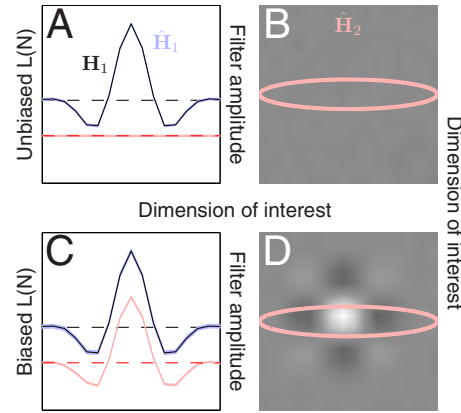 A
B
Unbiased L(N)
H₁
Ĥ₁
Filter amplitude
Ĥ₂
Dimension of interest
Dimension of interest
C
D
Biased L(N)
Filter amplitude